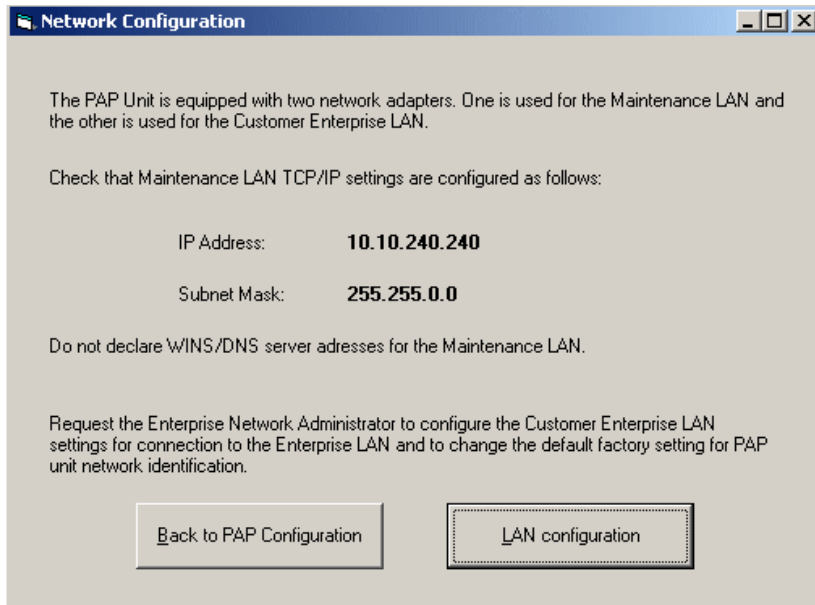 Network Configuration
The PAP Unit is equipped with two network adapters. One is used for the Maintenance LAN and
the other is used for the Customer Enterprise LAN.
Check that Maintenance LAN TCP/IP settings are configured as follows:
IP Address: 10.10.240.240
Subnet Mask: 255.255.0.0
Do not declare WINS/DNS server adresses for the Maintenance LAN.
Request the Enterprise Network Administrator to configure the Customer Enterprise LAN
settings for connection to the Enterprise LAN and to change the default factory setting for PAP
unit network identification.
Back to PAP Configuration LAN configuration